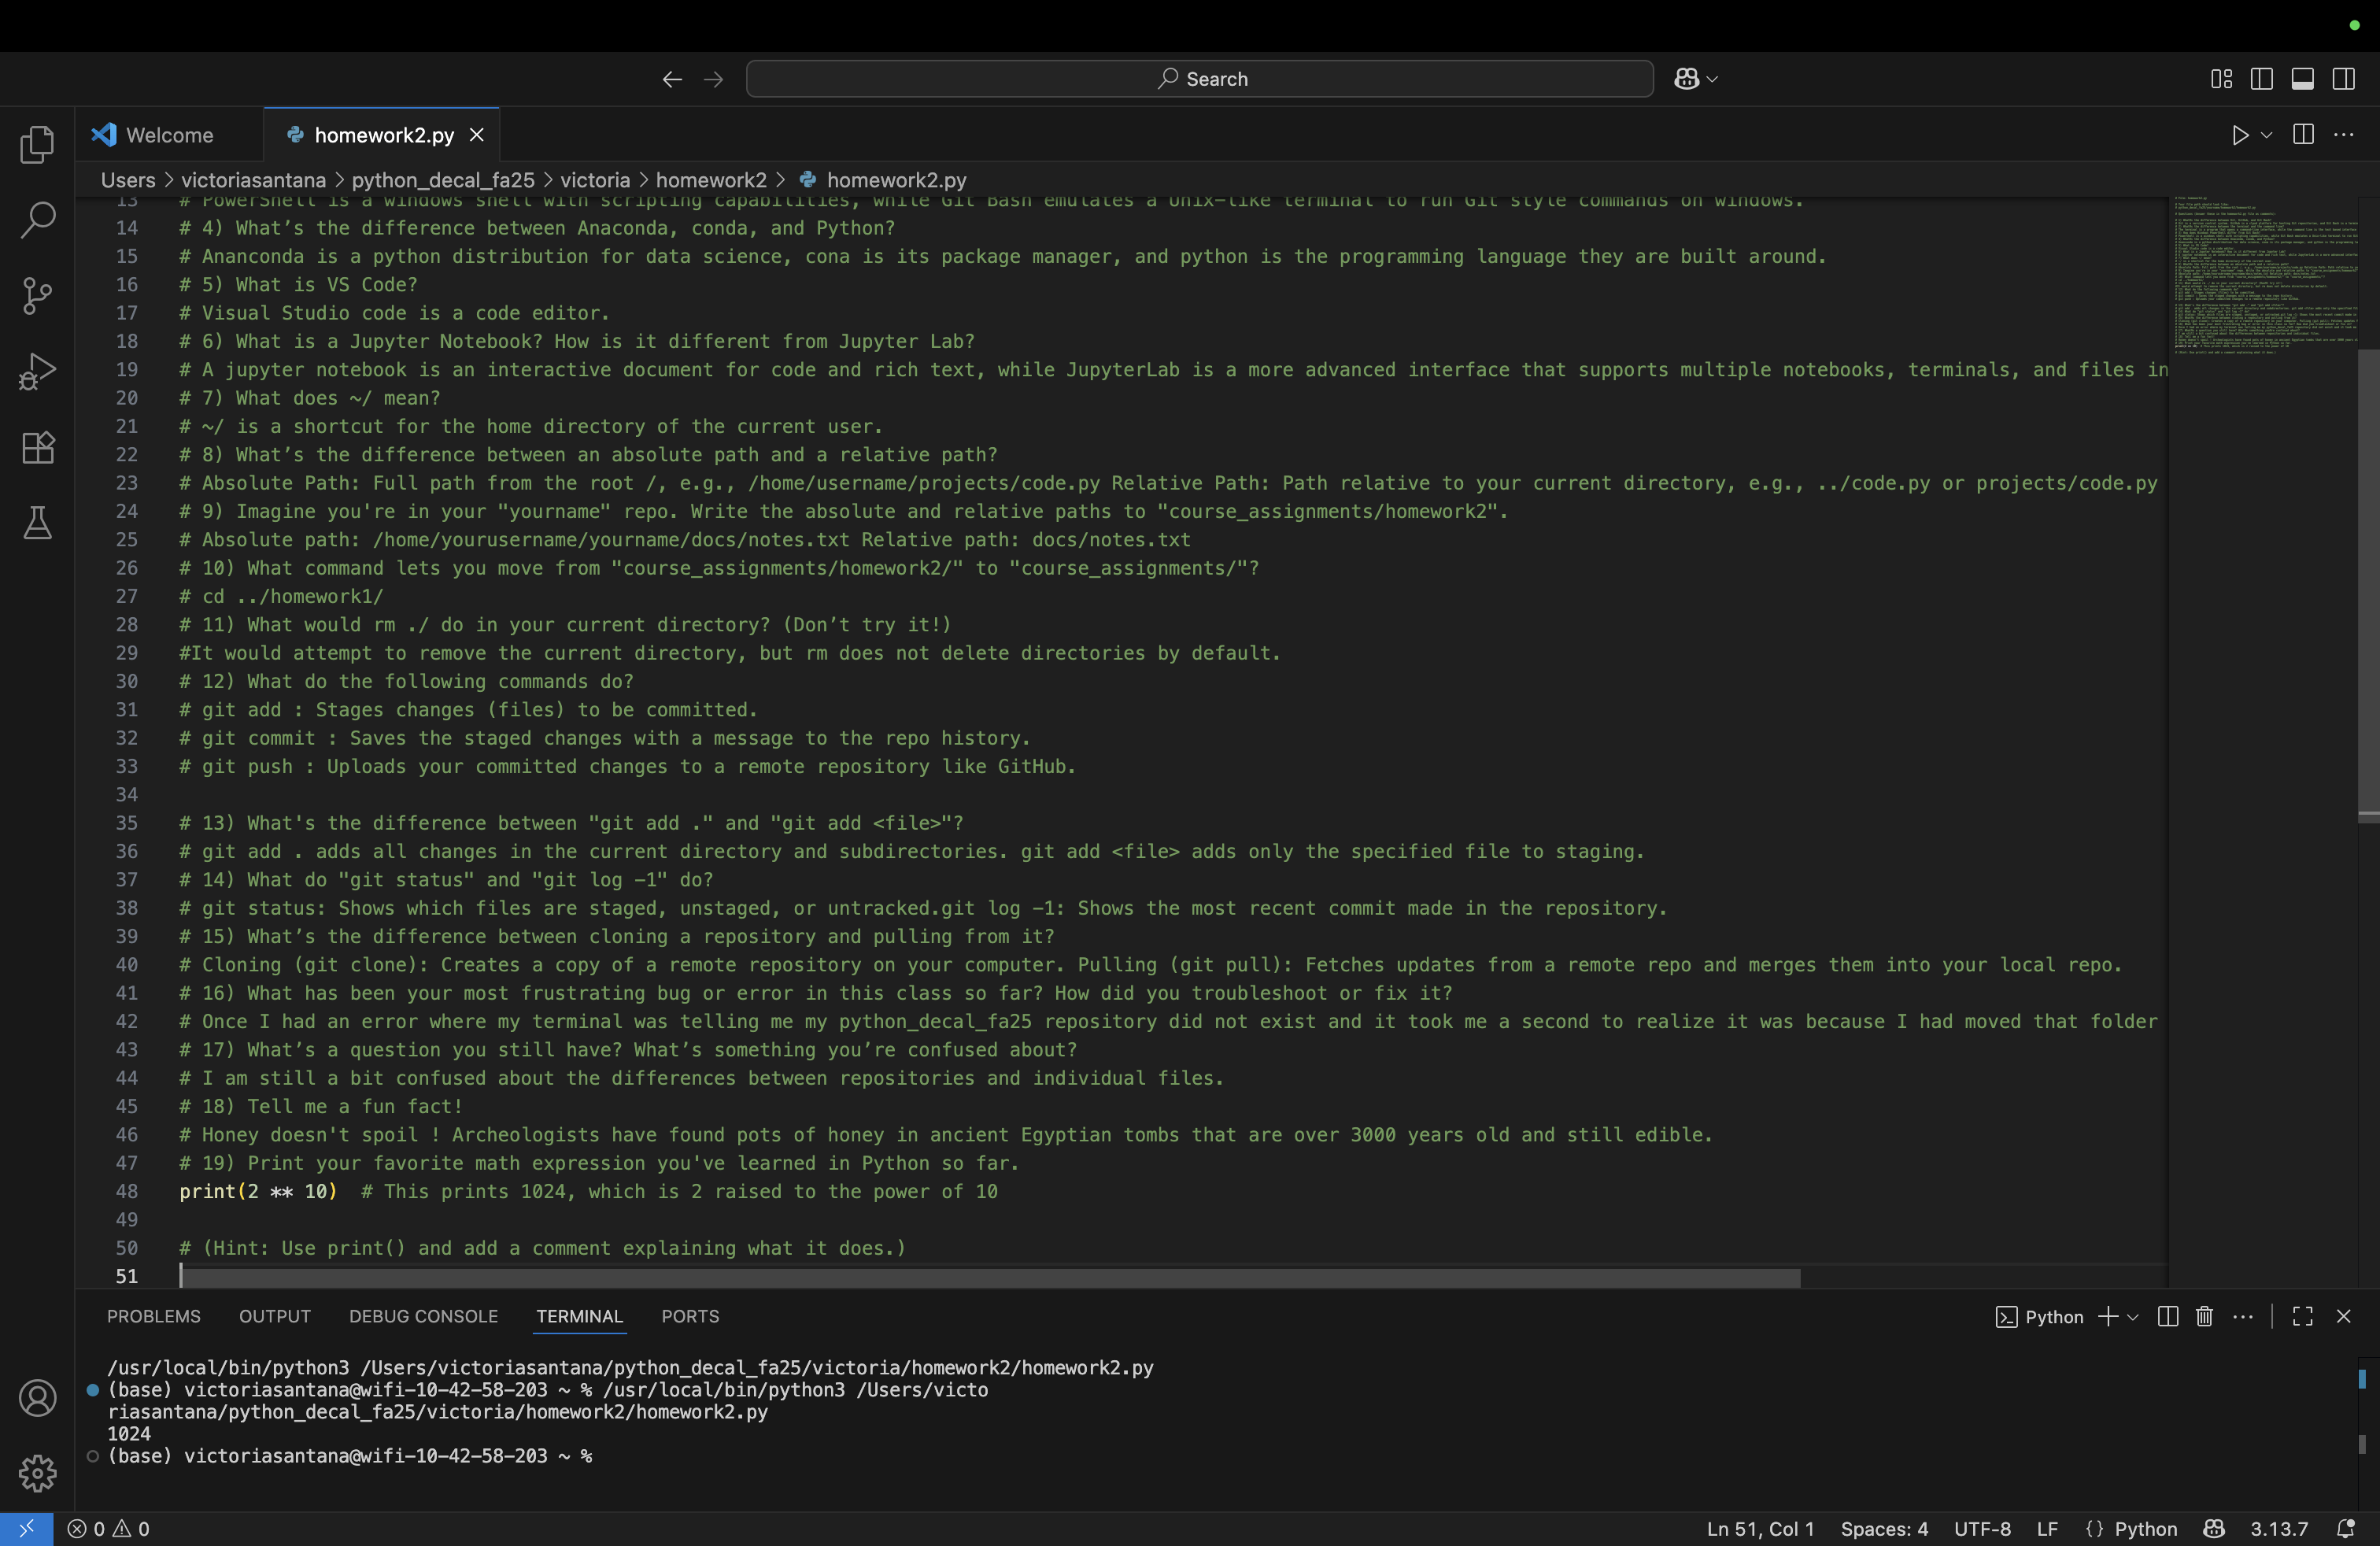 Search
Welcome
homework2.py
Users > victoriasantana > python_decal_fa25 > victoria > homework2 > homework2.py
13 # PowerShell is a windows shell with scripting capabilities, while Git Bash emulates a Unix-like terminal to run Git style commands on windows.
14 # 4) What’s the difference between Anaconda, conda, and Python?
15 # Ananconda is a python distribution for data science, cona is its package manager, and python is the programming language they are built around.
16 # 5) What is VS Code?
17 # Visual Studio code is a code editor.
18 # 6) What is a Jupyter Notebook? How is it different from Jupyter Lab?
19 # A jupyter notebook is an interactive document for code and rich text, while JupyterLab is a more advanced interface that supports multiple notebooks, terminals, and files in
20 # 7) What does ~/ mean?
21 # ~/ is a shortcut for the home directory of the current user.
22 # 8) What’s the difference between an absolute path and a relative path?
23 # Absolute Path: Full path from the root /, e.g., /home/username/projects/code.py Relative Path: Path relative to your current directory, e.g., ../code.py or projects/code.py
24 # 9) Imagine you're in your "yourname" repo. Write the absolute and relative paths to "course_assignments/homework2".
25 # Absolute path: /home/yourusername/yourname/docs/notes.txt Relative path: docs/notes.txt
26 # 10) What command lets you move from "course_assignments/homework2/" to "course_assignments/"?
27 # cd ../homework1/
28 # 11) What would rm ./ do in your current directory? (Don’t try it!)
29 #It would attempt to remove the current directory, but rm does not delete directories by default.
30 # 12) What do the following commands do?
31 # git add : Stages changes (files) to be committed.
32 # git commit : Saves the staged changes with a message to the repo history.
33 # git push : Uploads your committed changes to a remote repository like GitHub.
34
35 # 13) What's the difference between "git add ." and "git add <file>"?
36 # git add . adds all changes in the current directory and subdirectories. git add <file> adds only the specified file to staging.
37 # 14) What do "git status" and "git log -1" do?
38 # git status: Shows which files are staged, unstaged, or untracked.git log -1: Shows the most recent commit made in the repository.
39 # 15) What’s the difference between cloning a repository and pulling from it?
40 # Cloning (git clone): Creates a copy of a remote repository on your computer. Pulling (git pull): Fetches updates from a remote repo and merges them into your local repo.
41 # 16) What has been your most frustrating bug or error in this class so far? How did you troubleshoot or fix it?
42 # Once I had an error where my terminal was telling me my python_decal_fa25 repository did not exist and it took me a second to realize it was because I had moved that folder
43 # 17) What’s a question you still have? What’s something you’re confused about?
44 # I am still a bit confused about the differences between repositories and individual files.
45 # 18) Tell me a fun fact!
46 # Honey doesn't spoil ! Archeologists have found pots of honey in ancient Egyptian tombs that are over 3000 years old and still edible.
47 # 19) Print your favorite math expression you've learned in Python so far.
48 print(2 ** 10)  # This prints 1024, which is 2 raised to the power of 10
49
50 # (Hint: Use print() and add a comment explaining what it does.)
51
PROBLEMS OUTPUT DEBUG CONSOLE TERMINAL PORTS
Python
/usr/local/bin/python3 /Users/victoriasantana/python_decal_fa25/victoria/homework2/homework2.py
(base) victoriasantana@wifi-10-42-58-203 ~ % /usr/local/bin/python3 /Users/victo
riasantana/python_decal_fa25/victoria/homework2/homework2.py
1024
(base) victoriasantana@wifi-10-42-58-203 ~ %
0 0 Ln 51, Col 1 Spaces: 4 UTF-8 LF {} Python 3.13.7